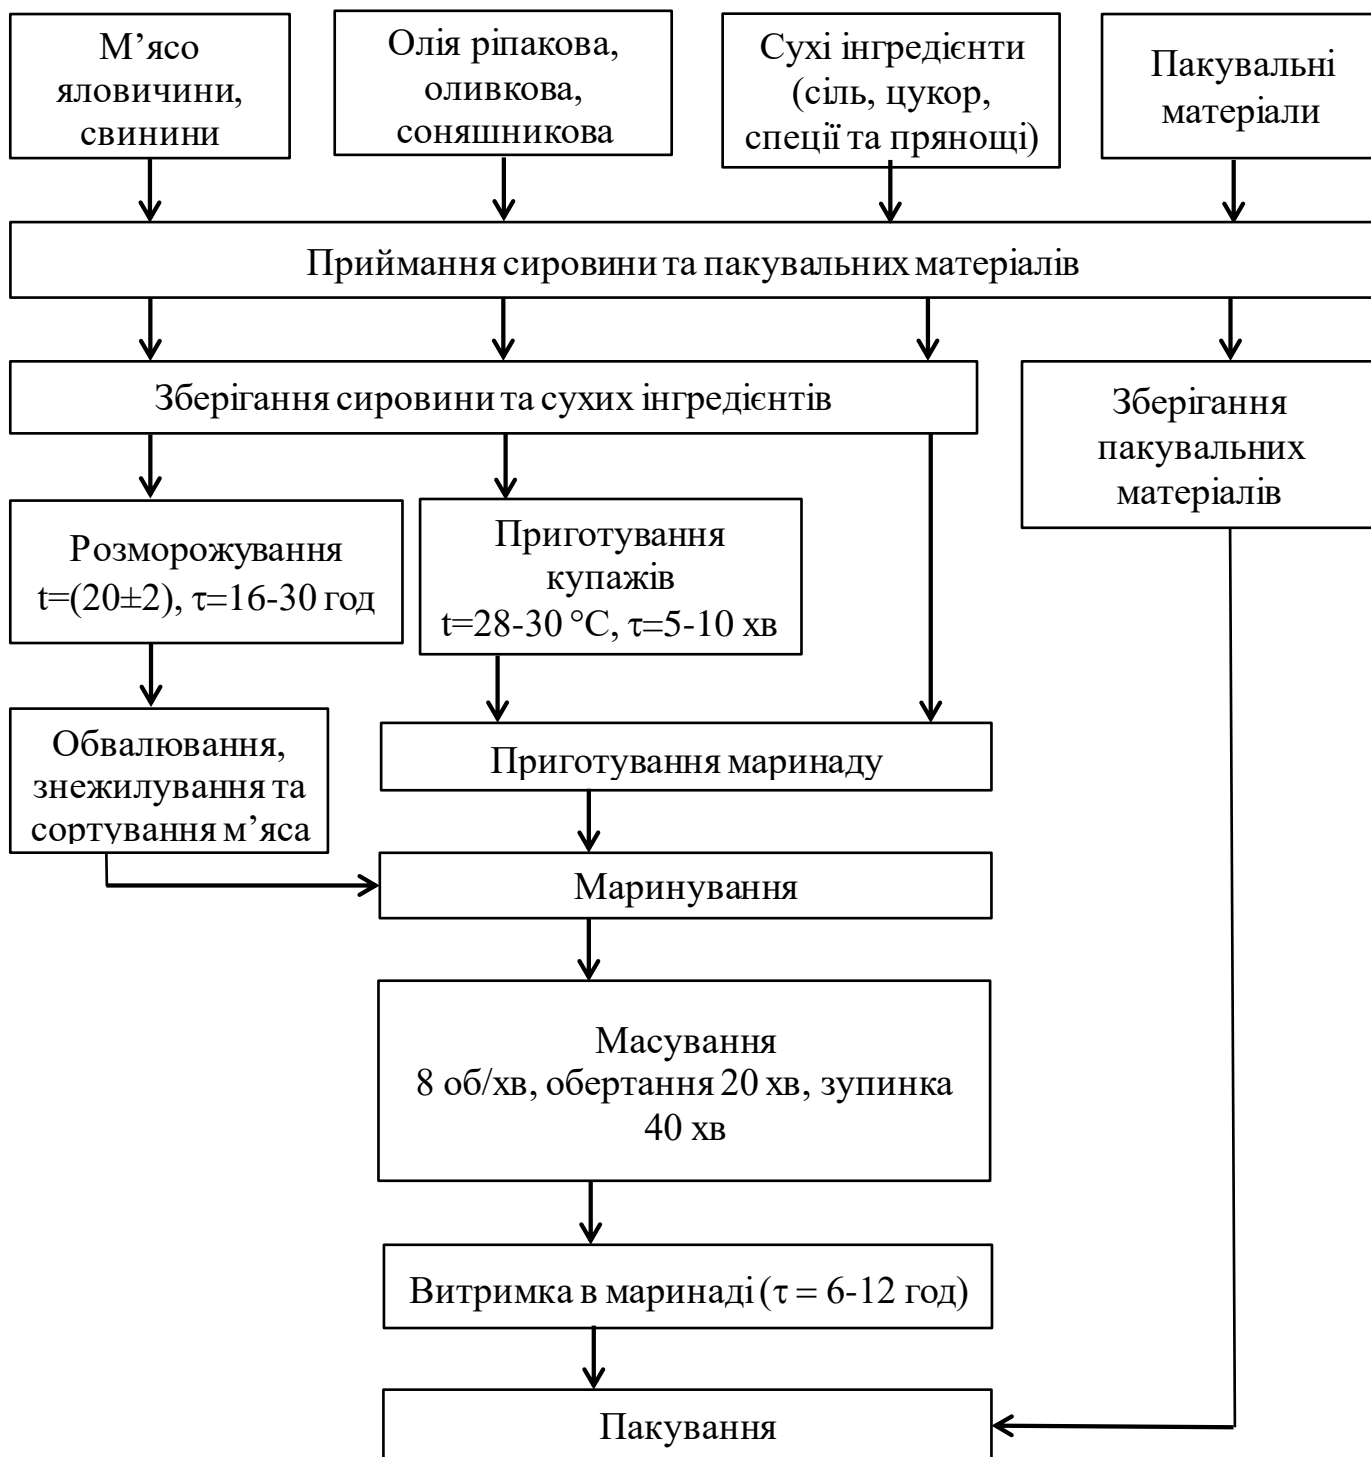 М’ясо
яловичини,
свинини
Олія ріпакова,
оливкова,
соняшникова
Сухі інгредієнти
(сіль, цукор,
спеції та прянощі)
Пакувальні
матеріали
Приймання сировини та пакувальних матеріалів
Зберігання сировини та сухих інгредієнтів
Зберігання
пакувальних
матеріалів
Розморожування
t=(20±2), τ=16-30 год
Приготування
купажів
t=28-30 °С, τ=5-10 хв
Обвалювання,
знежилування та
сортування м’яса
Приготування маринаду
Маринування
Масування
8 об/хв, обертання 20 хв, зупинка
40 хв
Витримка в маринаді (τ = 6-12 год)
Пакування